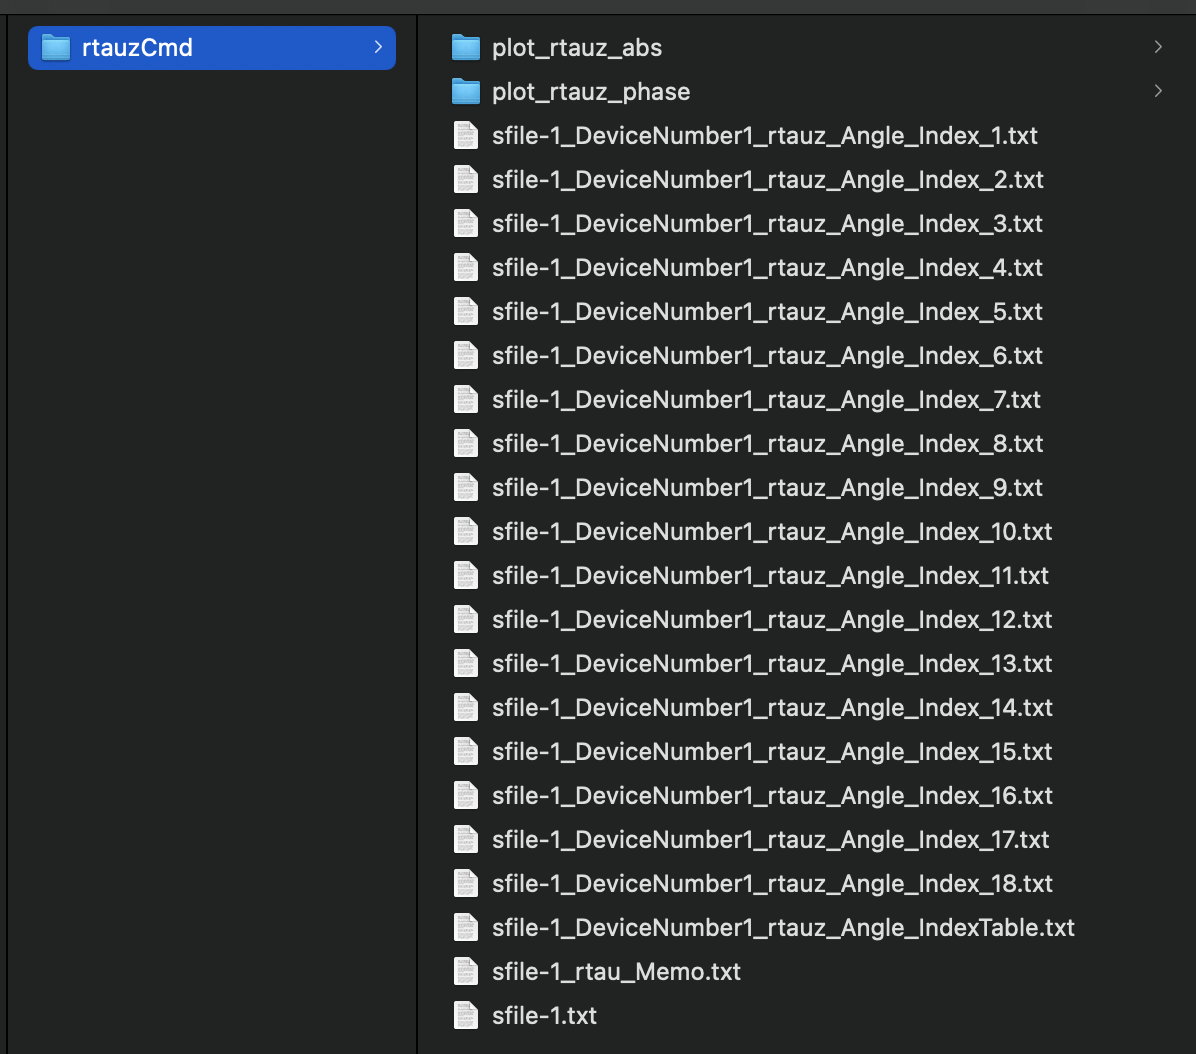 rtauzCmd
plot_rtauz_abs
plot_rtauz_phase
sfile-1_DeviceNumber1_rtauz_Angle_Index_1.txt
sfile-1_DeviceNumber1_rtauz_Angle_Index_2.txt
sfile-1_DeviceNumber1_rtauz_Angle_Index_3.txt
sfile-1_DeviceNumber1_rtauz_Angle_Index_4.txt
sfile-1_DeviceNumber1_rtauz_Angle_Index_5.txt
sfile-1_DeviceNumber1_rtauz_Angle_Index_6.txt
sfile-1_DeviceNumber1_rtauz_Angle_Index_7.txt
sfile-1_DeviceNumber1_rtauz_Angle_Index_8.txt
sfile-1_DeviceNumber1_rtauz_Angle_Index_9.txt
sfile-1_DeviceNumber1_rtauz_Angle_Index_10.txt
sfile-1_DeviceNumber1_rtauz_Angle_Index_11.txt
sfile-1_DeviceNumber1_rtauz_Angle_Index_12.txt
sfile-1_DeviceNumber1_rtauz_Angle_Index_13.txt
sfile-1_DeviceNumber1_rtauz_Angle_Index_14.txt
sfile-1_DeviceNumber1_rtauz_Angle_Index_15.txt
sfile-1_DeviceNumber1_rtauz_Angle_Index_16.txt
sfile-1_DeviceNumber1_rtauz_Angle_Index_17.txt
sfile-1_DeviceNumber1_rtauz_Angle_Index_18.txt
sfile-1_DeviceNumber1_rtauz_Angle_IndexTable.txt
sfile-1_rtau_Memo.txt
sfile-1.txt